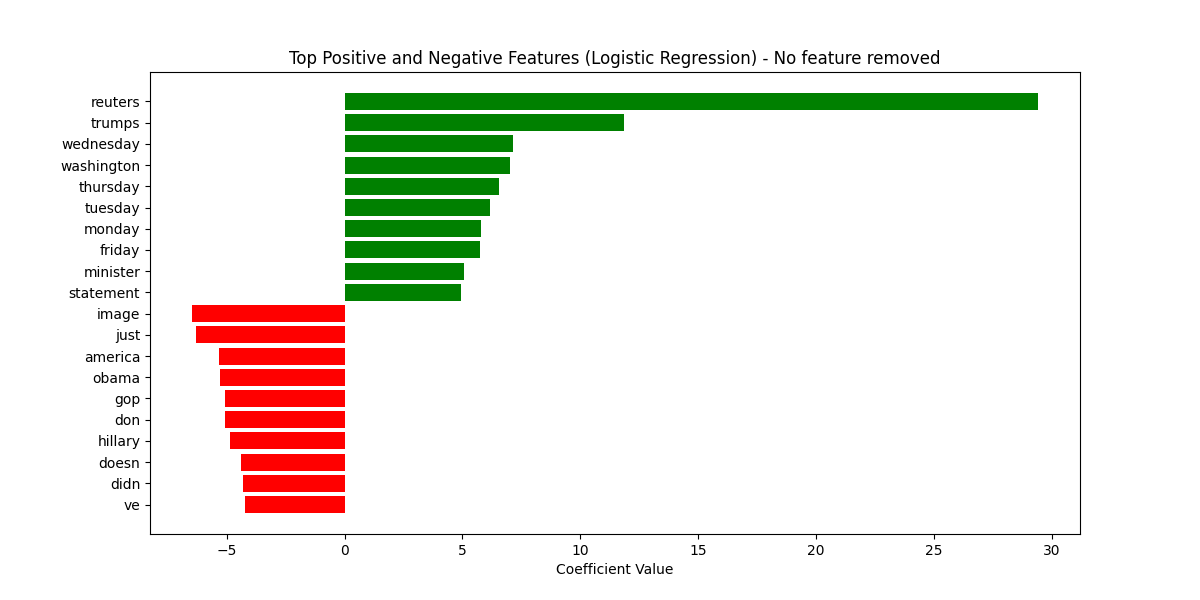 Top Positive and Negative Features (Logistic Regression) - No feature removed
reuters
trumps
wednesday
washington
thursday
tuesday
monday
friday
minister
statement
image
just
america
obama
gop
don
hillary
doesn
didn
ve
−5 0 5 10 15 20 25 30
Coefficient Value